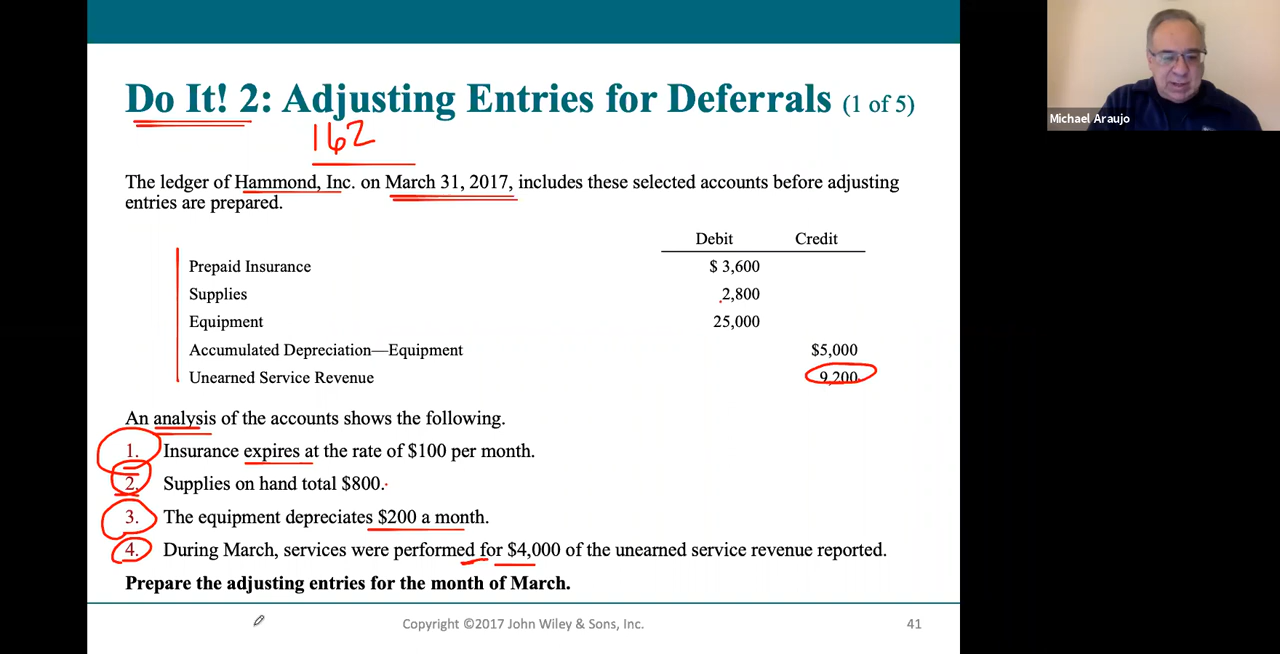 Do It! 2: Adjusting Entries for Deferrals (1 of 5)
162
The ledger of Hammond, Inc. on March 31, 2017, includes these selected accounts before adjusting
entries are prepared.
Debit Credit
Prepaid Insurance $ 3,600
Supplies 2,800
Equipment 25,000
Accumulated Depreciation—Equipment $5,000
Unearned Service Revenue 9,200
An analysis of the accounts shows the following.
1. Insurance expires at the rate of $100 per month.
2. Supplies on hand total $800.
3. The equipment depreciates $200 a month.
4. During March, services were performed for $4,000 of the unearned service revenue reported.
Prepare the adjusting entries for the month of March.
Copyright ©2017 John Wiley & Sons, Inc. 41
Michael Araujo